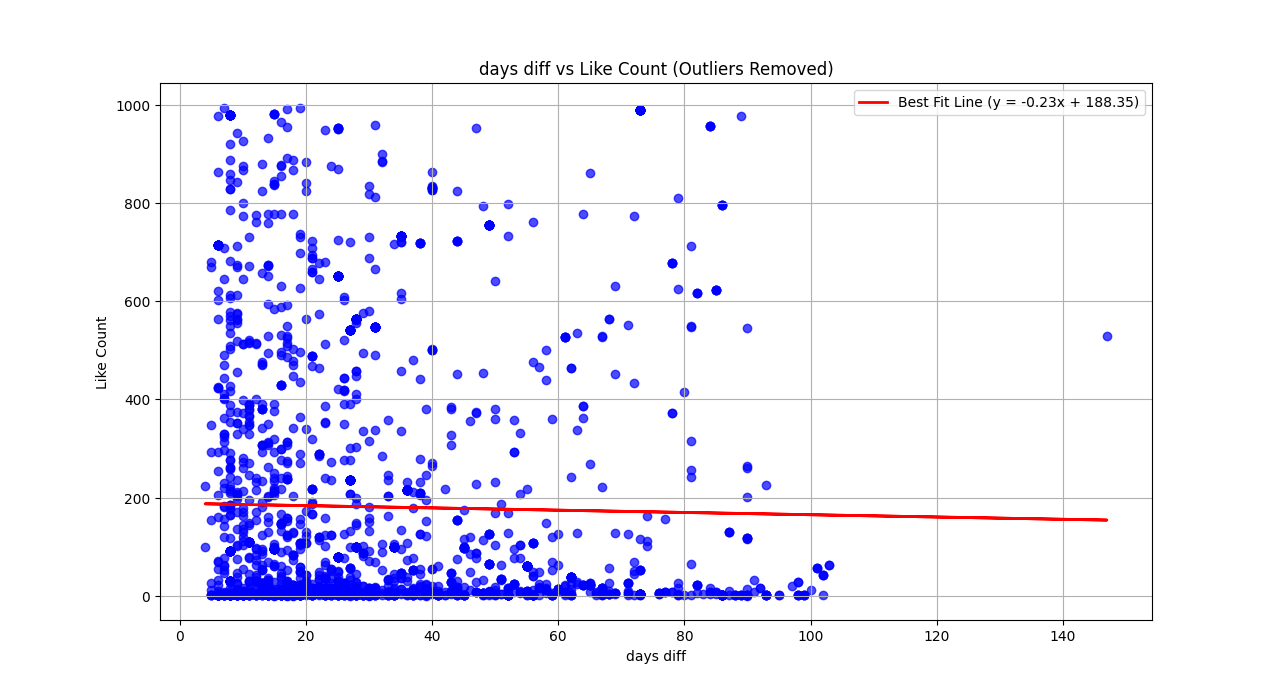 days diff vs Like Count (Outliers Removed)
Best Fit Line (y = -0.23x + 188.35)
1000
800
600
400
200
0
Like Count
0 20 40 60 80 100 120 140
days diff